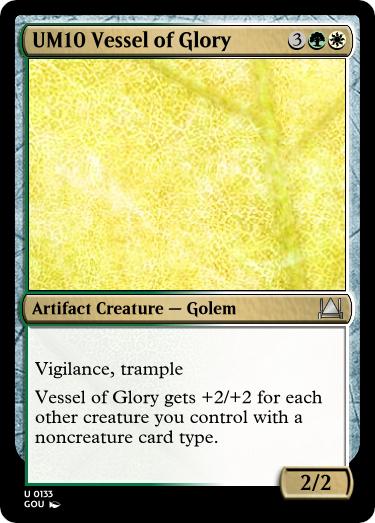 UM10 Vessel of Glory 3
Artifact Creature — Golem
Vigilance, trample
Vessel of Glory gets +2/+2 for each
other creature you control with a
noncreature card type.
2/2
U 0133
GOU